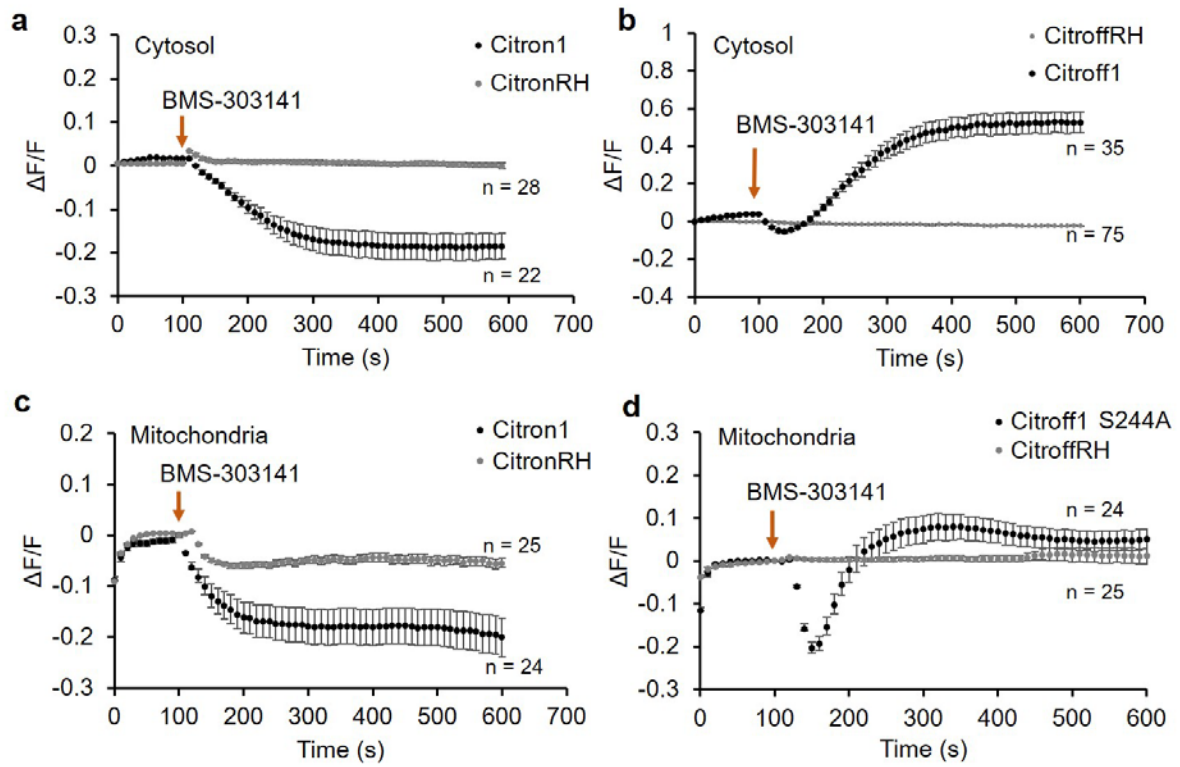 a
Cytosol
Citron1
CitronRH
BMS-303141
n = 28
n = 22
ΔF/F
0.3
0.2
0.1
0
-0.1
-0.2
-0.3
0 100 200 300 400 500 600 700
Time (s)
b
Cytosol
CitroffRH
Citroff1
BMS-303141
n = 35
n = 75
ΔF/F
1
0.8
0.6
0.4
0.2
0
-0.2
-0.4
0 100 200 300 400 500 600 700
Time (s)
c
Mitochondria
Citron1
CitronRH
BMS-303141
n = 25
n = 24
ΔF/F
0.2
0.1
0
-0.1
-0.2
-0.3
0 100 200 300 400 500 600 700
Time (s)
d
Mitochondria
Citroff1 S244A
CitroffRH
BMS-303141
n = 24
n = 25
ΔF/F
0.3
0.2
0.1
0
-0.1
-0.2
-0.3
0 100 200 300 400 500 600
Time (s)